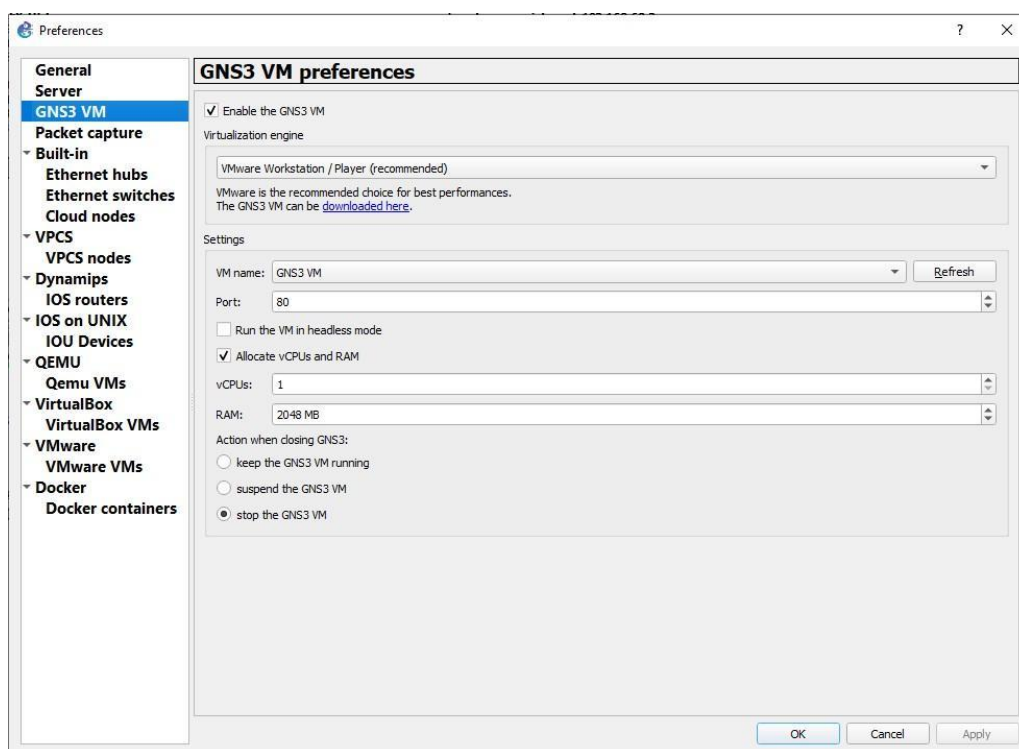 Preferences
?
General
Server
GNS3 VM
Packet capture
Built-in
Ethernet hubs
Ethernet switches
Cloud nodes
VPCS
VPCS nodes
Dynamips
IOS routers
IOS on UNIX
IOU Devices
QEMU
Qemu VMs
VirtualBox
VirtualBox VMs
VMware
VMware VMs
Docker
Docker containers
GNS3 VM preferences
Enable the GNS3 VM
Virtualization engine
VMware Workstation / Player (recommended)
VMware is the recommended choice for best performances.
The GNS3 VM can be downloaded here.
Settings
VM name: GNS3 VM Refresh
Port: 80
Run the VM in headless mode
Allocate vCPUs and RAM
vCPUs: 1
RAM: 2048 MB
Action when closing GNS3:
keep the GNS3 VM running
suspend the GNS3 VM
stop the GNS3 VM
OK Cancel Apply